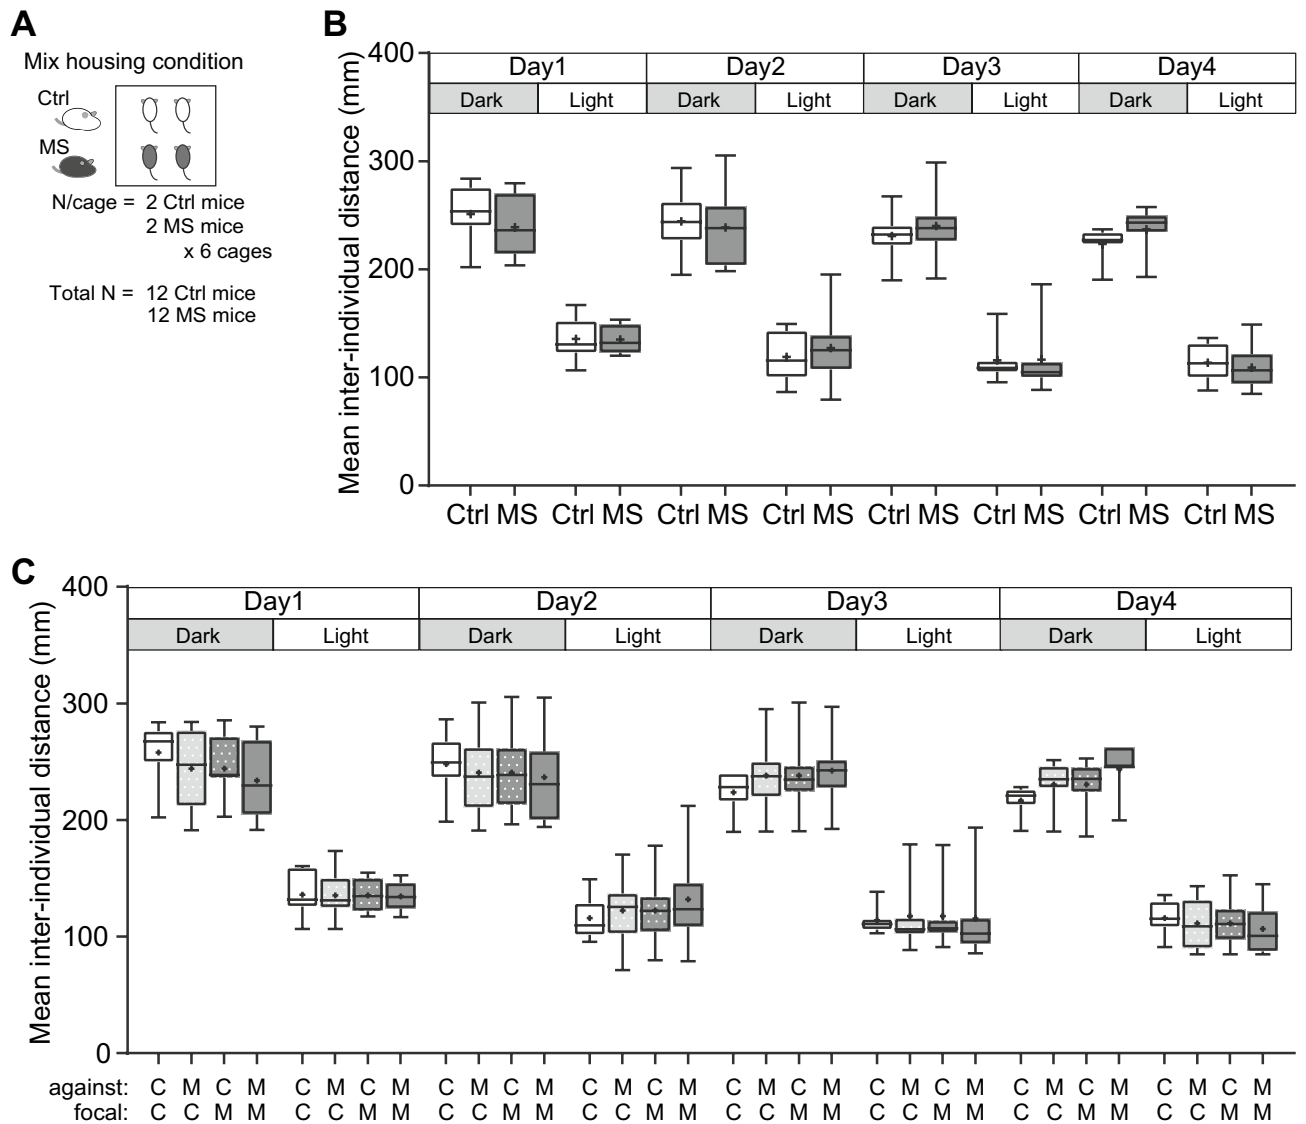 A
Mix housing condition
Ctrl
MS
N/cage = 2 Ctrl mice
2 MS mice
x 6 cages
Total N = 12 Ctrl mice
12 MS mice
B
Mean inter-individual distance (mm)
400
300
200
100
0
Day1 Day2 Day3 Day4
Dark Light Dark Light Dark Light Dark Light
Ctrl MS Ctrl MS Ctrl MS Ctrl MS Ctrl MS Ctrl MS Ctrl MS Ctrl MS
C
Mean inter-individual distance (mm)
400
300
200
100
0
Day1 Day2 Day3 Day4
Dark Light Dark Light Dark Light Dark Light
against: C M C M C M C M C M C M C M C M C M C M C M C M C M C M C M C M
focal: C C M M C C M M C C M M C C M M C C M M C C M M C C M M C C M M